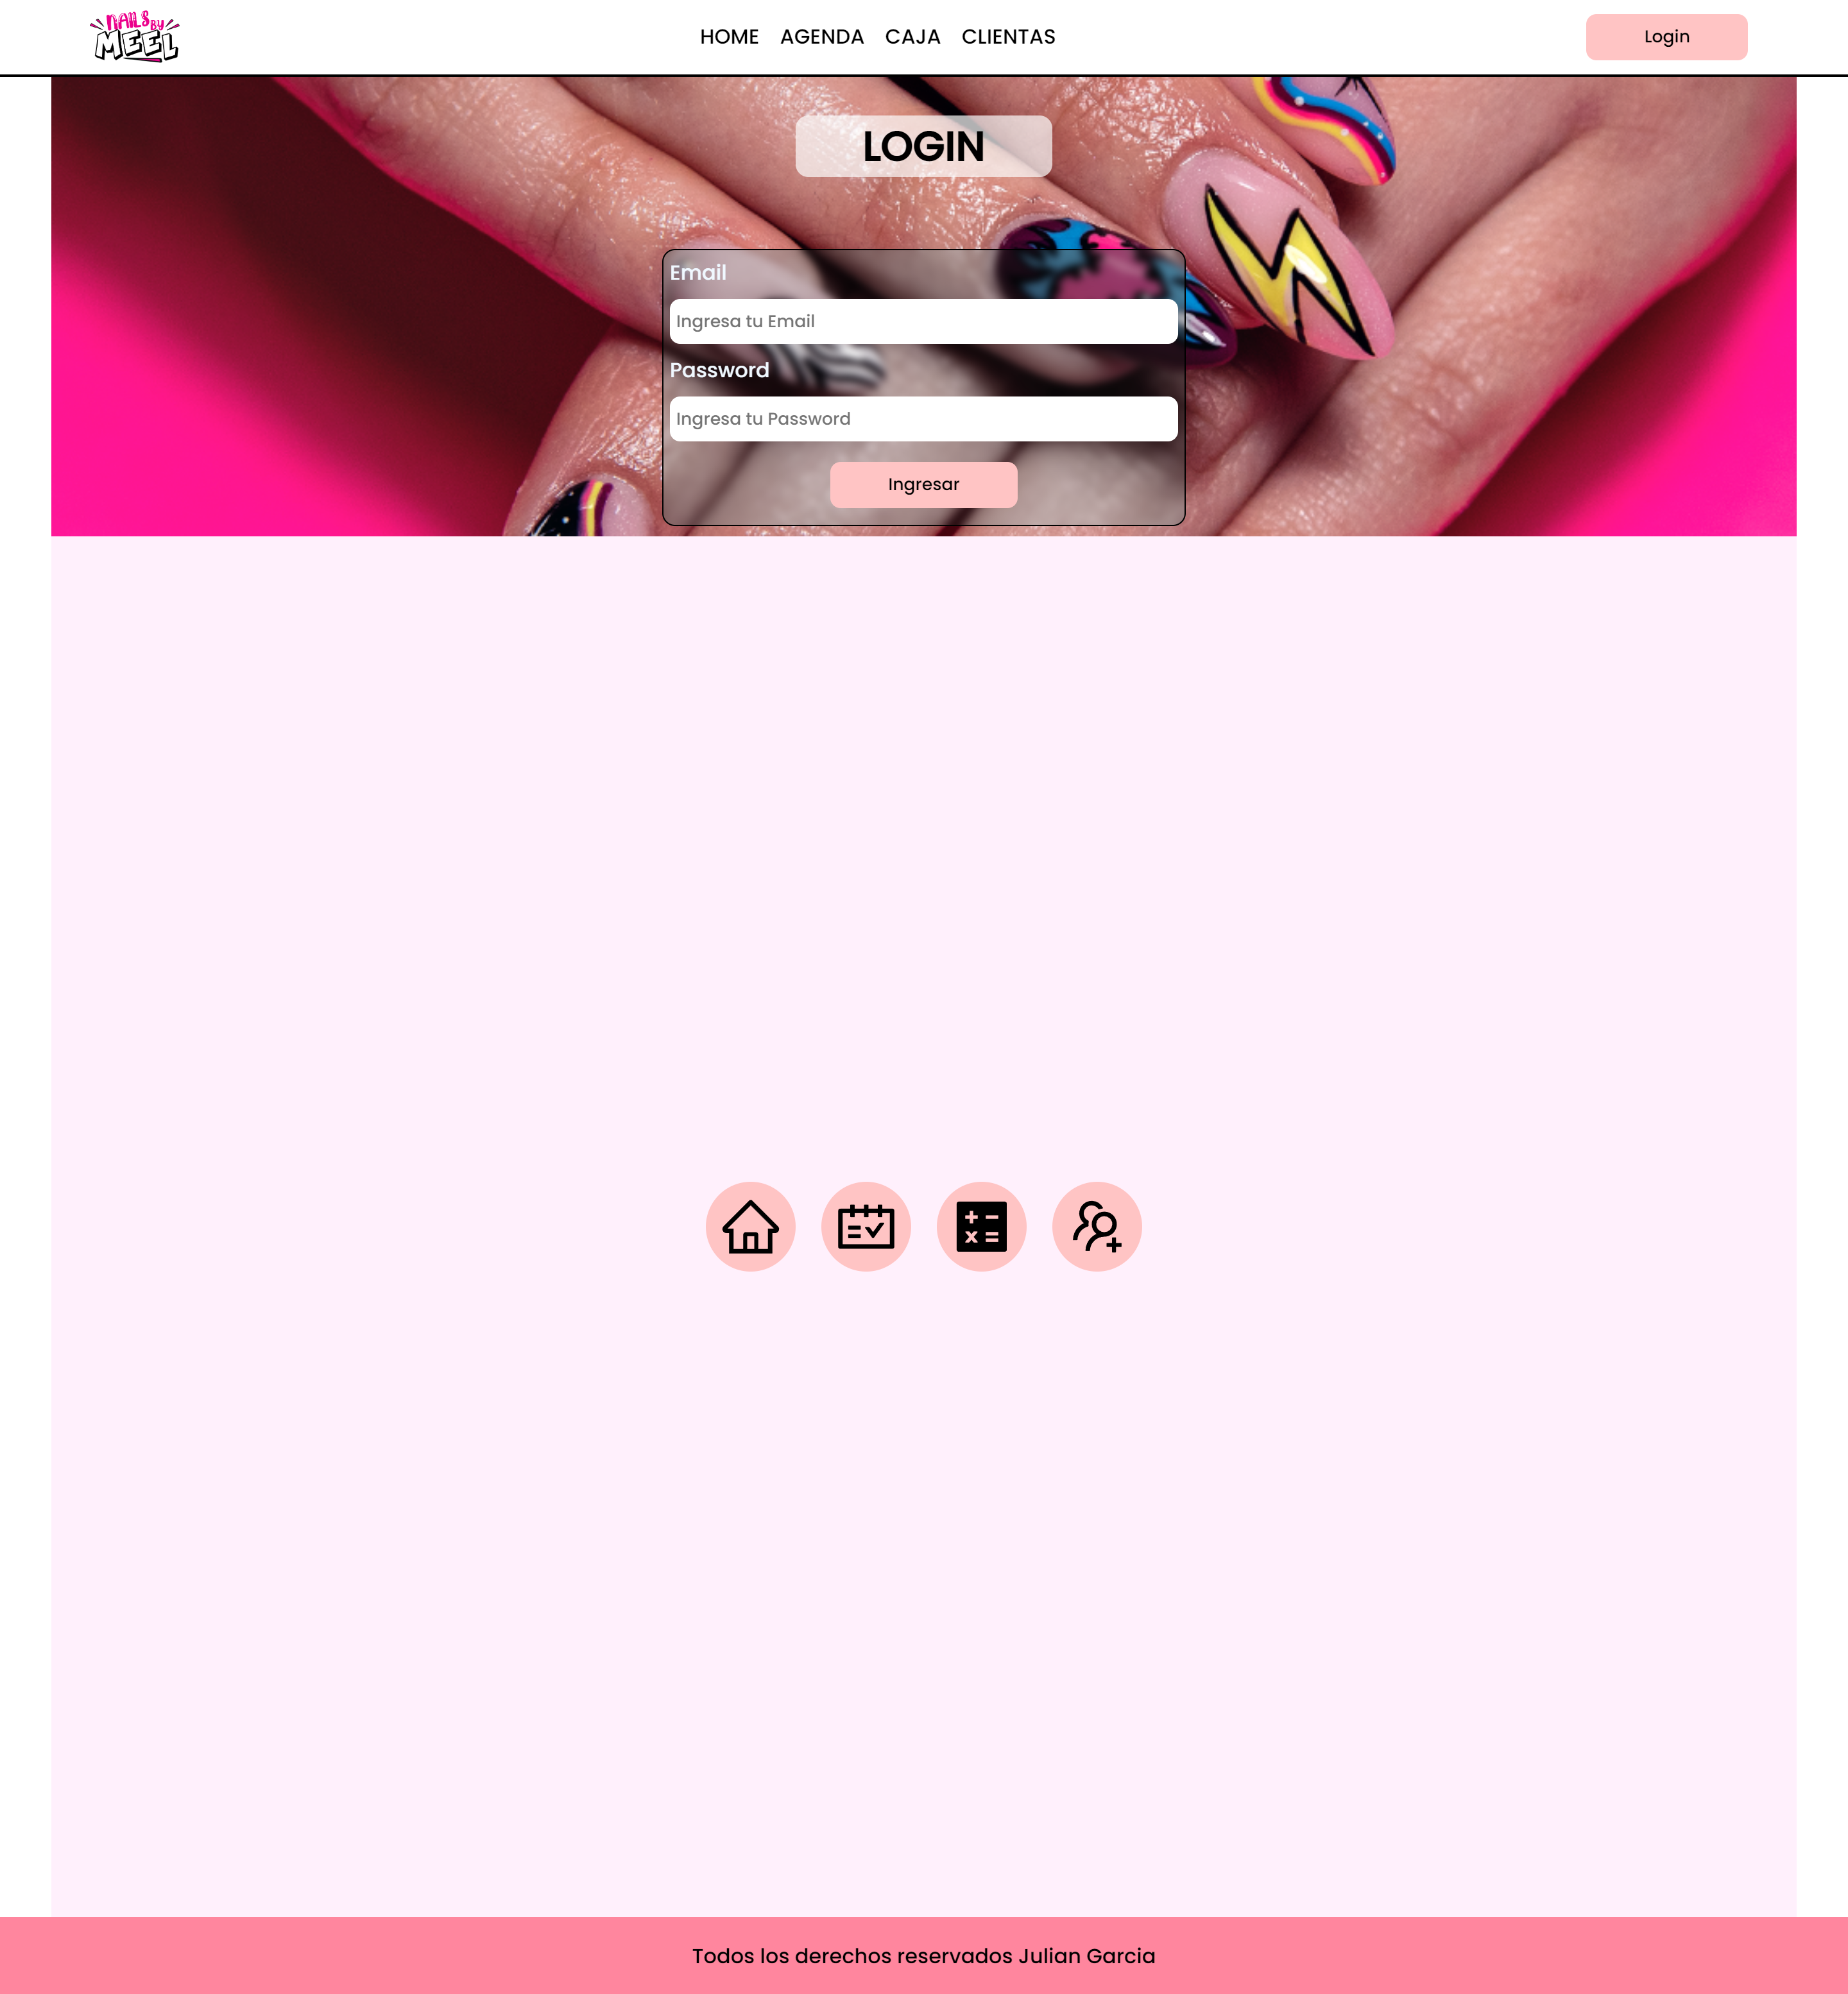 NAILS BY
MEEL
HOME AGENDA CAJA CLIENTAS
Login
LOGIN
Email
Ingresa tu Email
Password
Ingresa tu Password
Ingresar
Todos los derechos reservados Julian Garcia